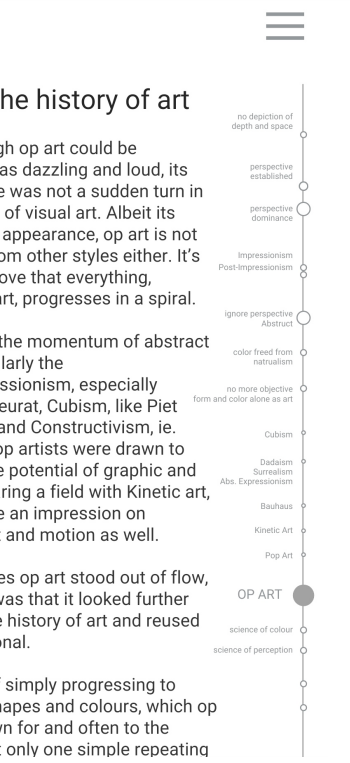 he history of art
gh op art could be
as dazzling and loud, its
e was not a sudden turn in
of visual art. Albeit its
appearance, op art is not
om other styles either. It's
ove that everything,
art, progresses in a spiral.
the momentum of abstract
larly the
ssionism, especially
eurat, Cubism, like Piet
and Constructivism, ie.
op artists were drawn to
e potential of graphic and
ring a field with Kinetic art,
e an impression on
t and motion as well.
es op art stood out of flow,
was that it looked further
e history of art and reused
onal.
f simply progressing to
hapes and colours, which op
wn for and often to the
t only one simple repeating
no depiction of
depth and space
perspective
established
perspective
dominance
Impressionism
Post-Impressionism
ignore perspective
Abstruct
color freed from
natrualism
no more objective
form and color alone as art
Cubism
Dadaism
Surrealism
Abs. Expressionism
Bauhaus
Kinetic Art
Pop Art
OP ART
science of colour
science of perception